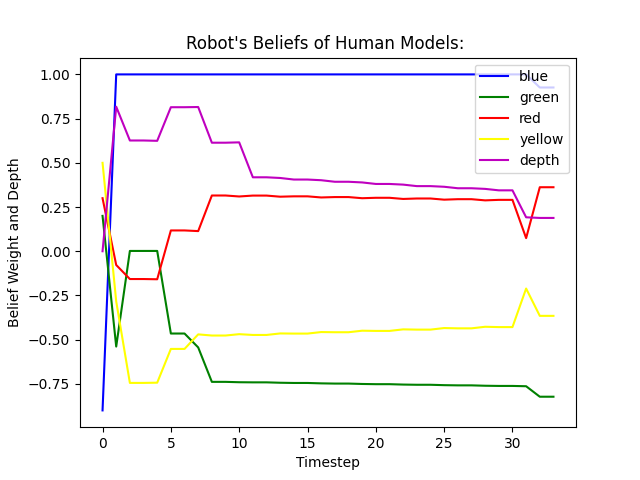 Robot's Beliefs of Human Models:
Belief Weight and Depth
1.00
0.75
0.50
0.25
0.00
−0.25
−0.50
−0.75
0 5 10 15 20 25 30
Timestep
blue
green
red
yellow
depth